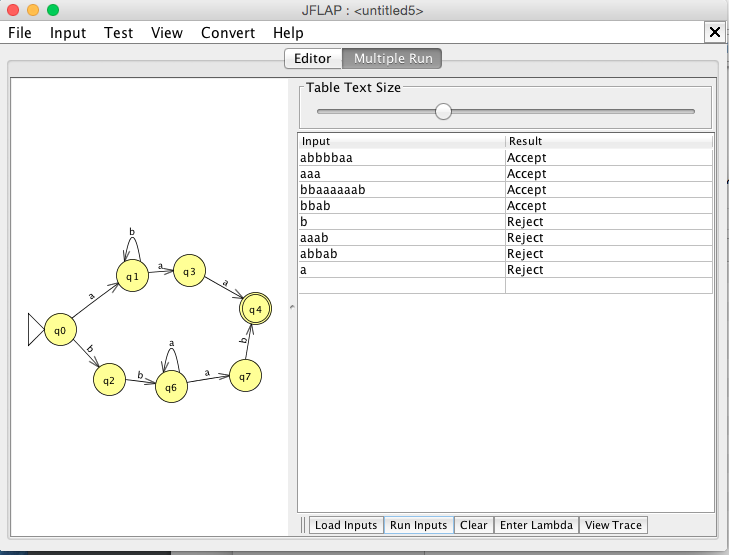 JFLAP : <untitled5>
File Input Test View Convert Help
Editor Multiple Run
Table Text Size
Input Result
abbbbaa Accept
aaa Accept
bbaaaaaab Accept
bbab Accept
b Reject
aaab Reject
abbab Reject
a Reject
b
q1 a q3
a a
q4
q0
b a b
q2 b q6 a q7
Load Inputs Run Inputs Clear Enter Lambda View Trace